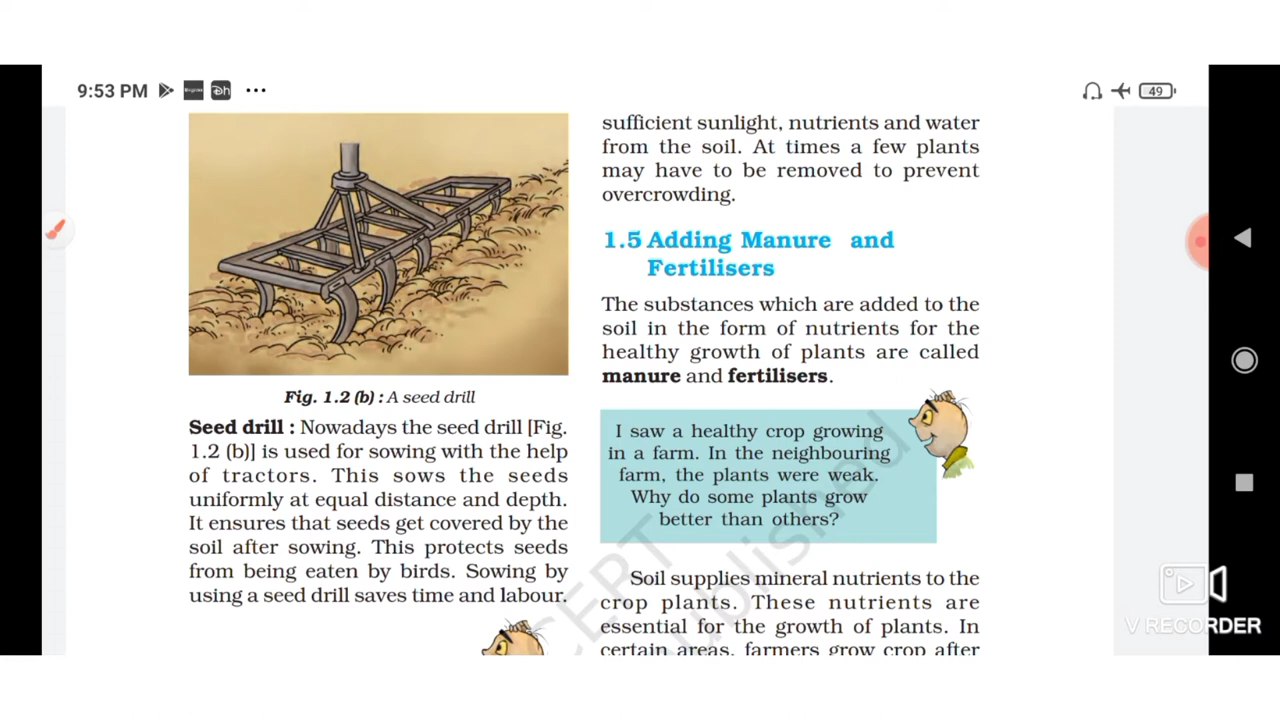 9:53 PM
49
Fig. 1.2 (b) : A seed drill
Seed drill : Nowadays the seed drill [Fig.
1.2 (b)] is used for sowing with the help
of tractors. This sows the seeds
uniformly at equal distance and depth.
It ensures that seeds get covered by the
soil after sowing. This protects seeds
from being eaten by birds. Sowing by
using a seed drill saves time and labour.
sufficient sunlight, nutrients and water
from the soil. At times a few plants
may have to be removed to prevent
overcrowding.
1.5 Adding Manure and
Fertilisers
The substances which are added to the
soil in the form of nutrients for the
healthy growth of plants are called
manure and fertilisers.
I saw a healthy crop growing
in a farm. In the neighbouring
farm, the plants were weak.
Why do some plants grow
better than others?
Soil supplies mineral nutrients to the
crop plants. These nutrients are
essential for the growth of plants. In
certain areas, farmers grow crop after
V RECORDER